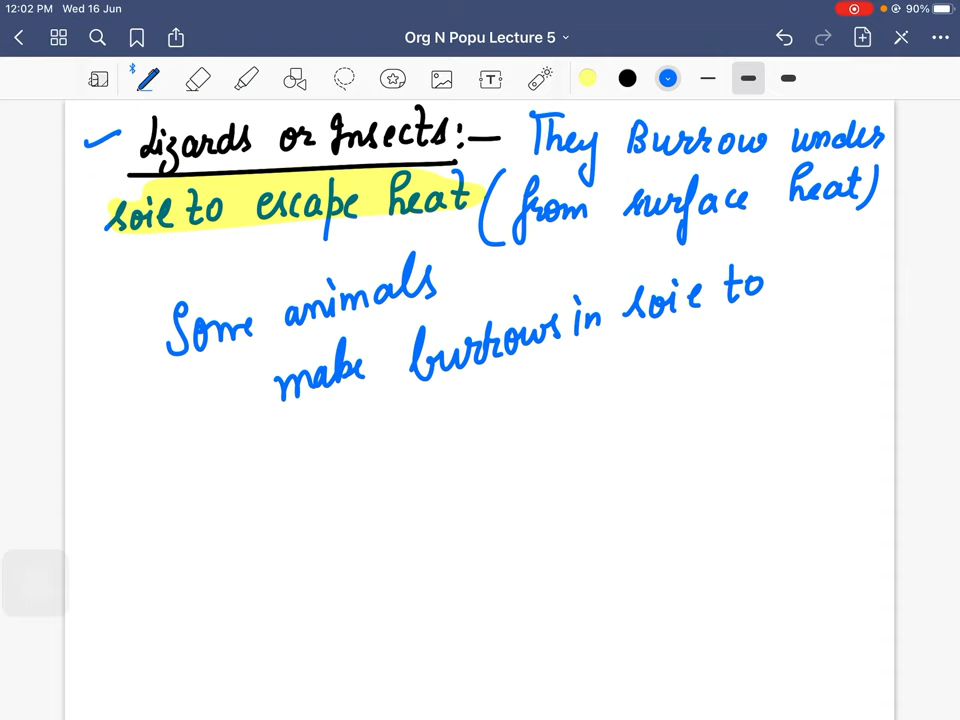 12:02 PM Wed 16 Jun
90%
Org N Popu Lecture 5
T
Lizards or Insects:— They Burrow under
soil to escape heat (from surface heat)
Some animals
make burrows in soil to